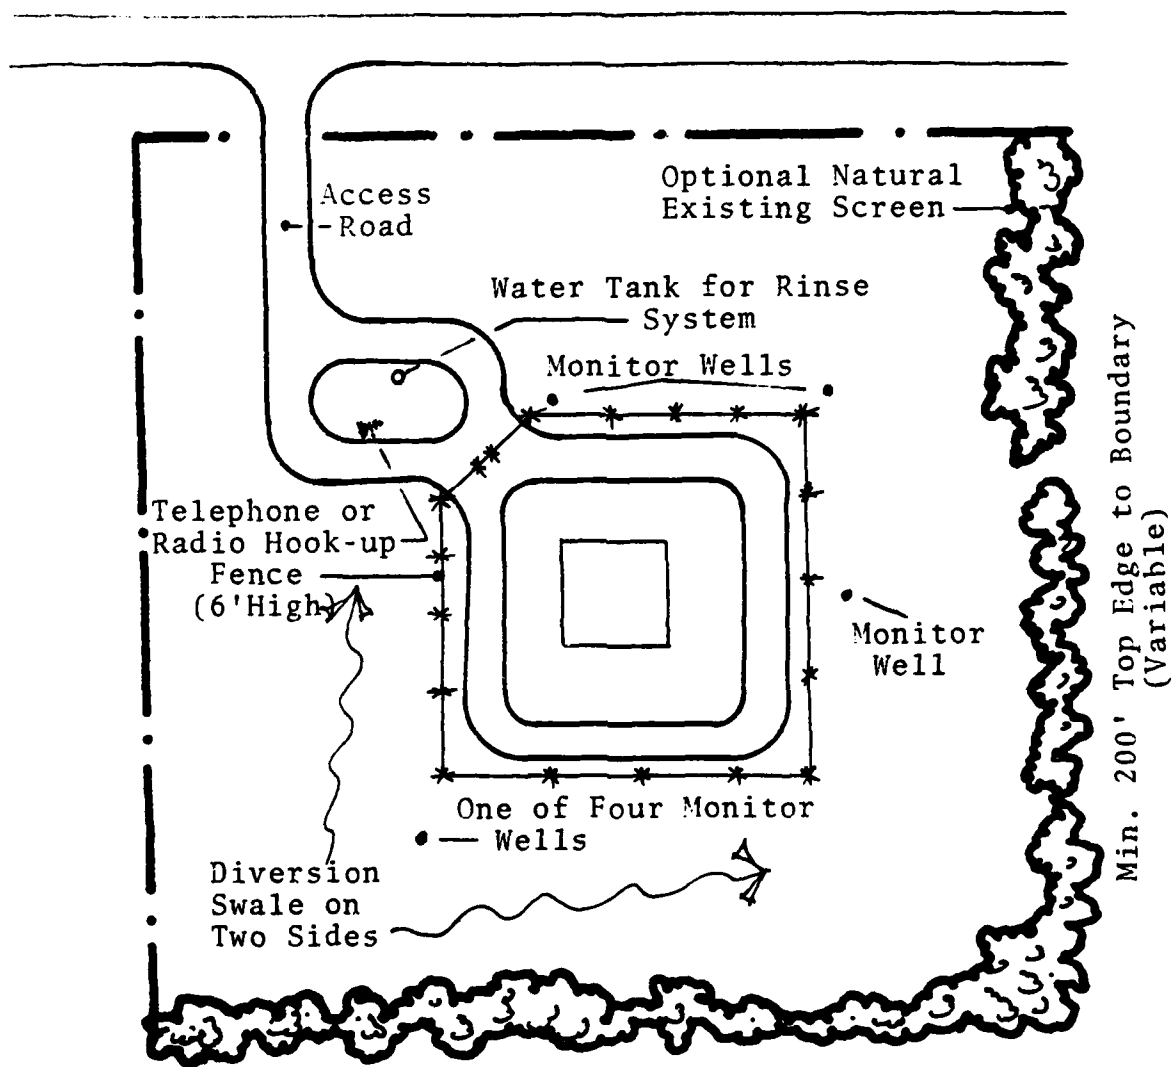 Access
Road
Optional Natural
Existing Screen
Water Tank for Rinse
System
Monitor Wells
Telephone or
Radio Hook-up
Fence
(6'High)
Monitor
Well
Min. 200' Top Edge to Boundary
(Variable)
One of Four Monitor
Wells
Diversion
Swale on
Two Sides